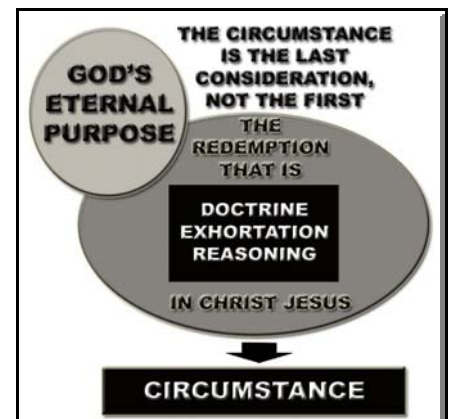 THE CIRCUMSTANCE
IS THE LAST
CONSIDERATION,
NOT THE FIRST
GOD'S
ETERNAL
PURPOSE
THE
REDEMPTION
THAT IS
DOCTRINE
EXHORTATION
REASONING
IN CHRIST JESUS
CIRCUMSTANCE